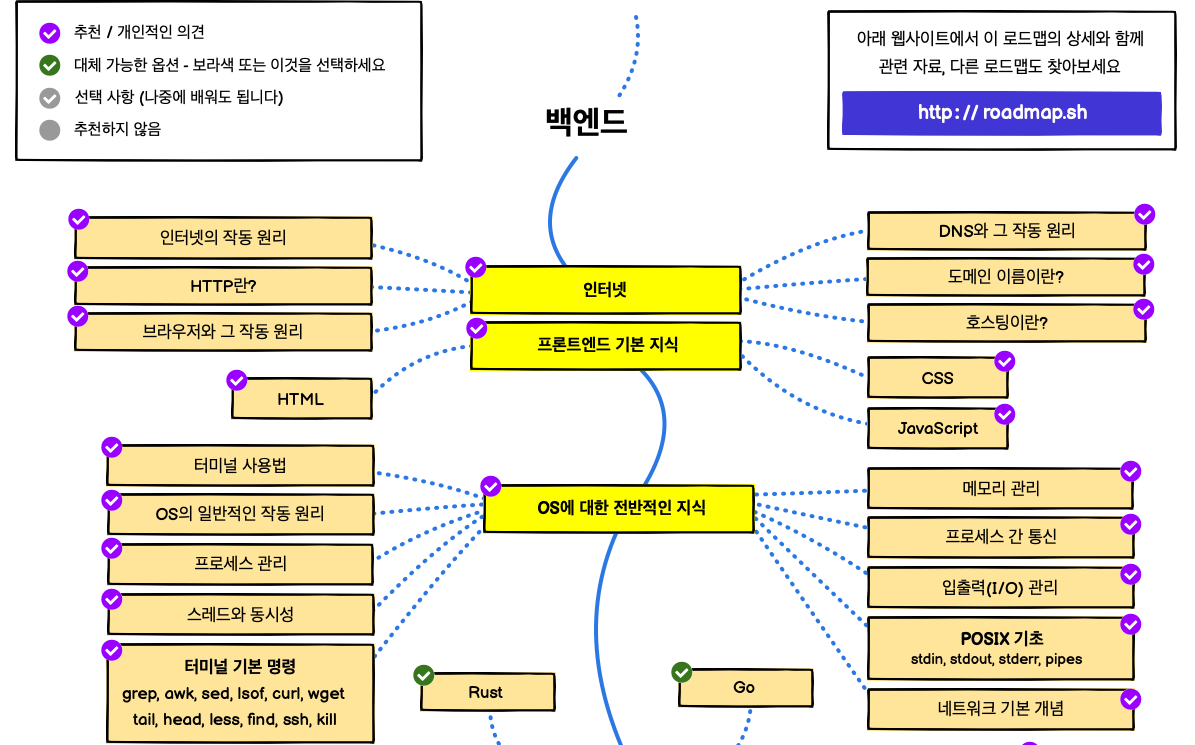 추천 / 개인적인 의견
대체 가능한 옵션 - 보라색 또는 이것을 선택하세요
선택 사항 (나중에 배워도 됩니다)
추천하지 않음
백엔드
아래 웹사이트에서 이 로드맵의 상세와 함께
관련 자료, 다른 로드맵도 찾아보세요
http://roadmap.sh
인터넷의 작동 원리
HTTP란?
브라우저와 그 작동 원리
인터넷
DNS와 그 작동 원리
도메인 이름이란?
호스팅이란?
프론트엔드 기본 지식
HTML
CSS
JavaScript
터미널 사용법
OS의 일반적인 작동 원리
프로세스 관리
스레드와 동시성
터미널 기본 명령
grep, awk, sed, lsof, curl, wget
tail, head, less, find, ssh, kill
OS에 대한 전반적인 지식
메모리 관리
프로세스 간 통신
입출력(I/O) 관리
POSIX 기초
stdin, stdout, stderr, pipes
네트워크 기본 개념
Rust
Go